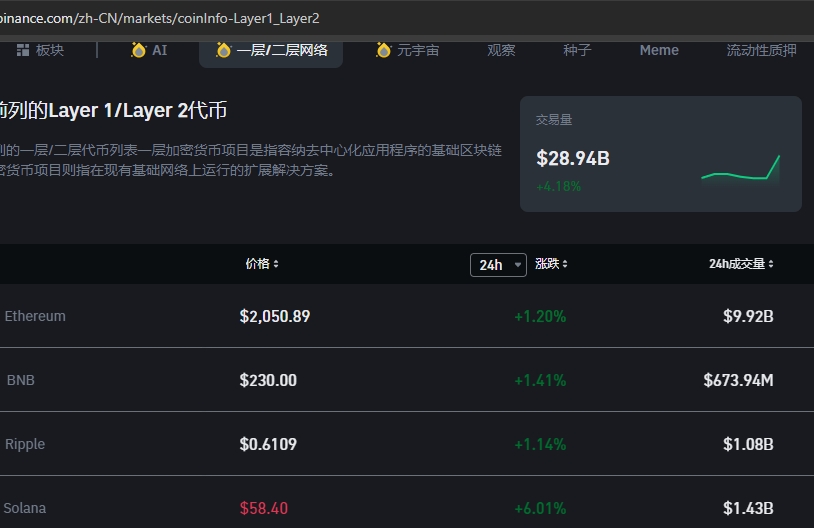 binance.com/zh-CN/markets/coinInfo-Layer1_Layer2
板块 | AI 一层/二层网络 元宇宙 观察 种子 Meme 流动性质押
前列的Layer 1/Layer 2代币
列的一层/二层代币列表一层加密货币项目是指容纳去中心化应用程序的基础区块链
密货币项目则指在现有基础网络上运行的扩展解决方案。
交易量
$28.94B
+4.18%
价格 24h 涨跌 24h成交量
Ethereum $2,050.89 +1.20% $9.92B
BNB $230.00 +1.41% $673.94M
Ripple $0.6109 +1.14% $1.08B
Solana $58.40 +6.01% $1.43B